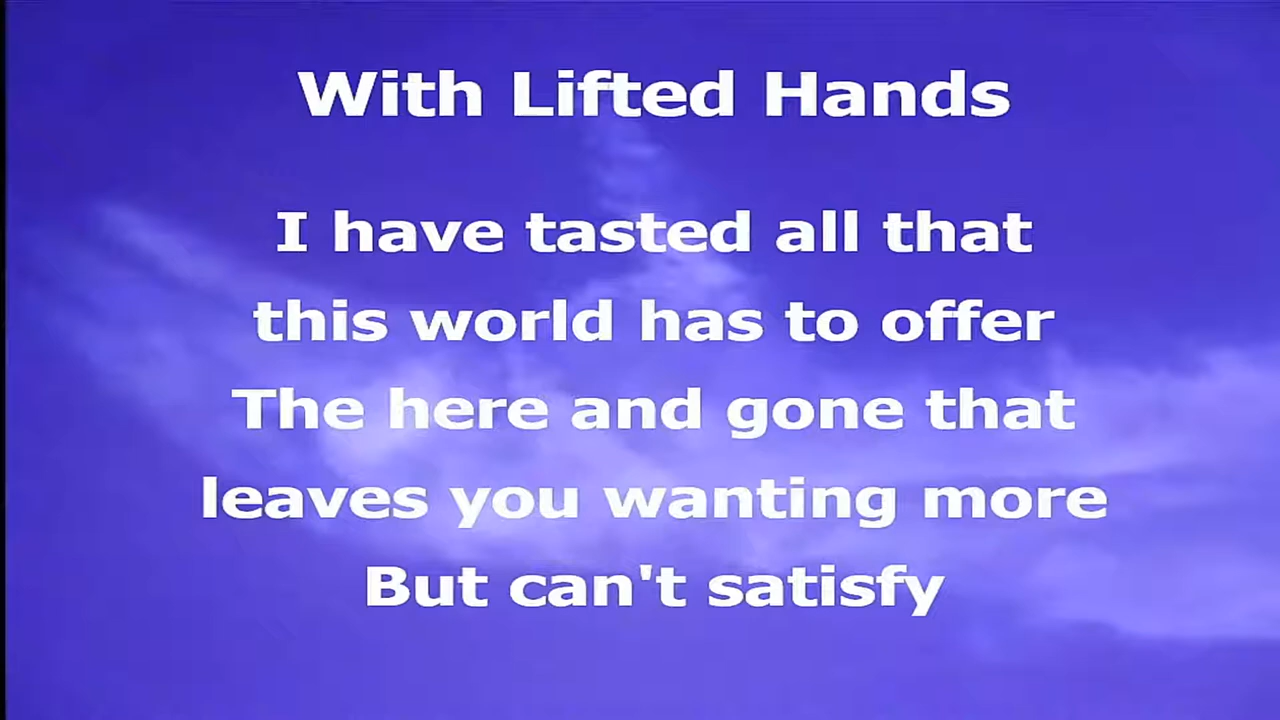 With Lifted Hands
I have tasted all that
this world has to offer
The here and gone that
leaves you wanting more
But can't satisfy